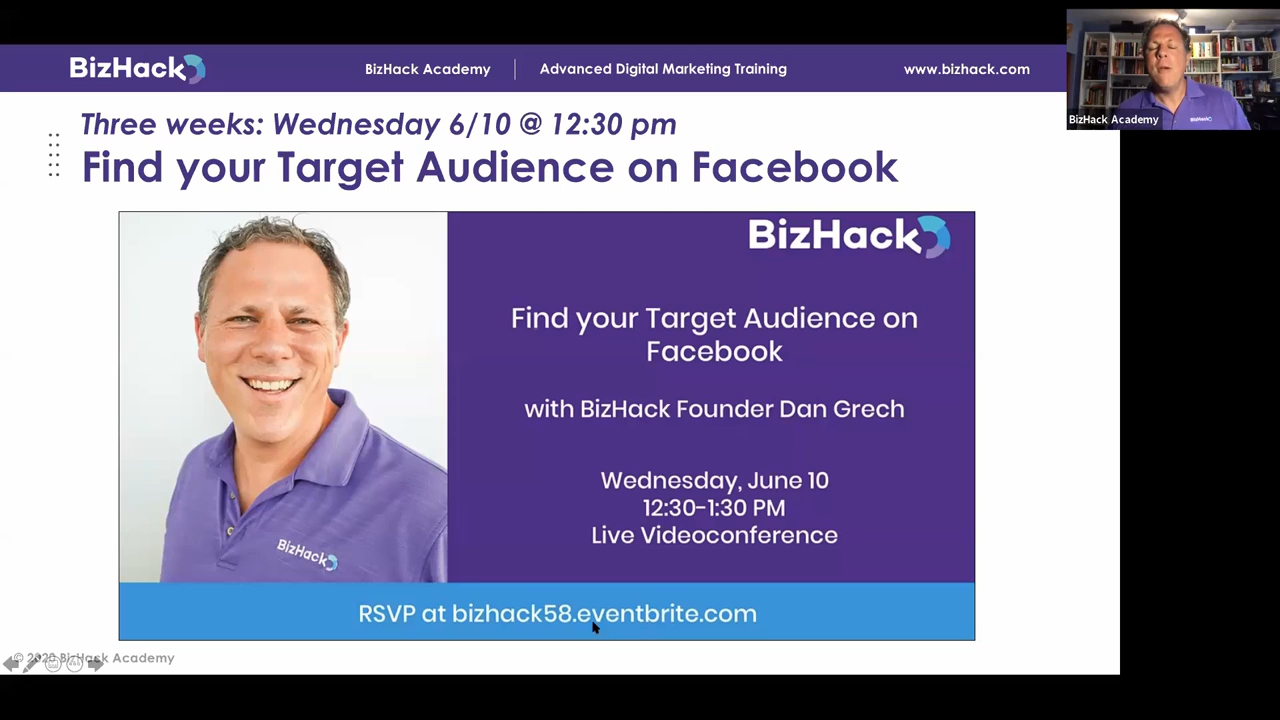 BizHack
BizHack Academy
Advanced Digital Marketing Training
www.bizhack.com
BizHack Academy
Three weeks: Wednesday 6/10 @ 12:30 pm
Find your Target Audience on Facebook
BizHack
Find your Target Audience on
Facebook
with BizHack Founder Dan Grech
Wednesday, June 10
12:30-1:30 PM
Live Videoconference
BizHack
RSVP at bizhack58.eventbrite.com
© 2020 BizHack Academy